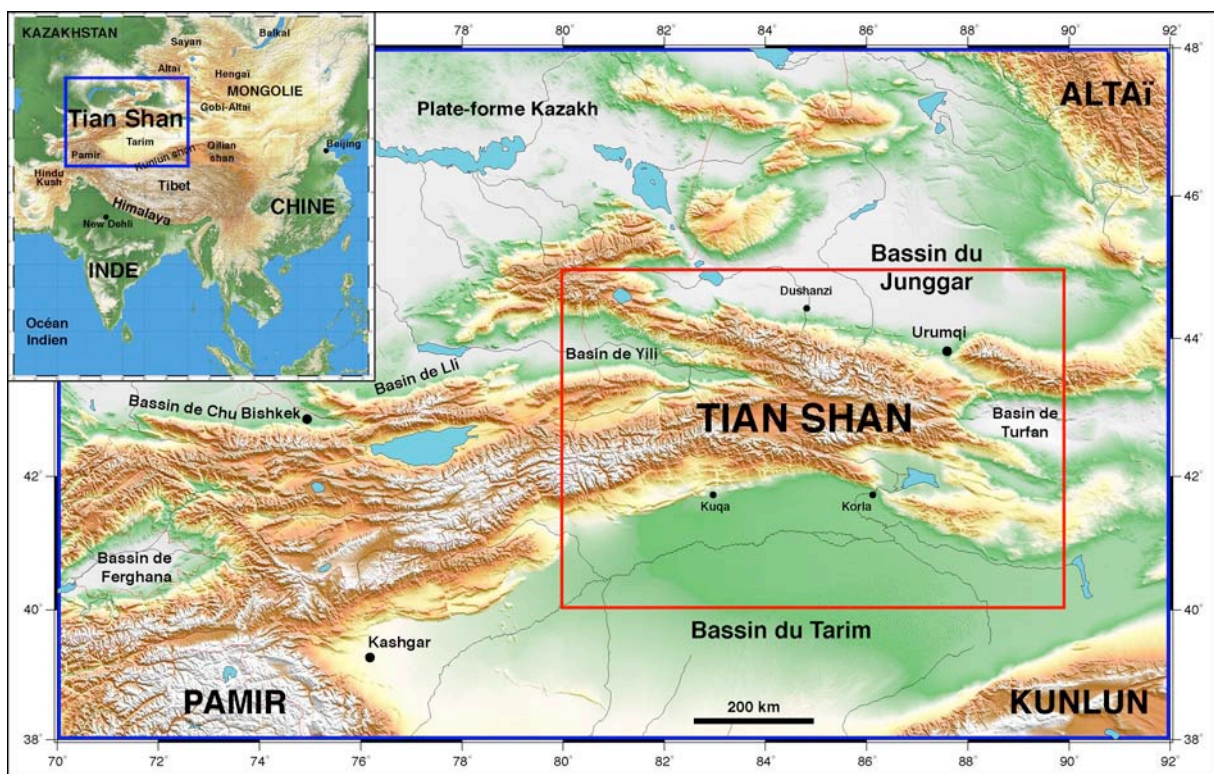 KAZAKHSTAN
Sayan
Baïkal
Altaï
Hengaï
MONGOLIE
Gobi-Altaï
Tian Shan
Tarim
Beijing
Pamir
Kunlun shan
Qilian
shan
Hindu
Kush
Tibet
Himalaya
CHINE
New Dehli
INDE
Océan
Indien
78° 80° 82° 84° 86° 88° 90° 92°
48°
ALTAï
Plate-forme Kazakh
46°
Bassin du
Junggar
Dushanzi
Urumqi
44°
Basin de Yili
Basin de Lli
Bassin de Chu Bishkek
TIAN SHAN
Basin de
Turfan
42° 42°
Kuqa
Korla
Bassin de
Ferghana
40° 40°
Bassin du Tarim
Kashgar
PAMIR
200 km
KUNLUN
38° 38°
70° 72° 74° 76° 78° 80° 82° 84° 86° 88° 90° 92°